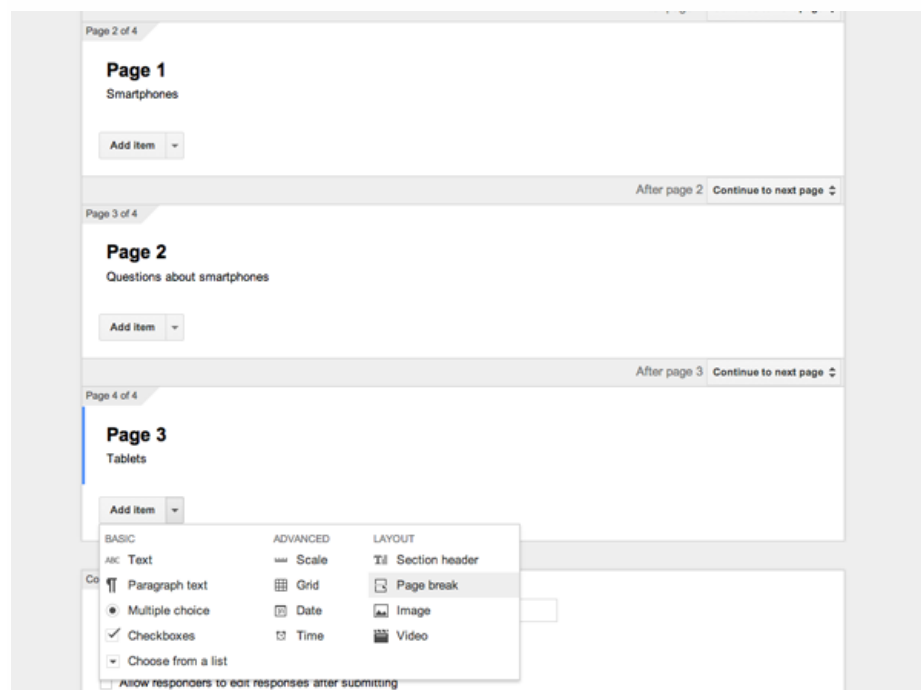 Page 2 of 4
Page 1
Smartphones
Add item
After page 2 Continue to next page
Page 3 of 4
Page 2
Questions about smartphones
Add item
After page 3 Continue to next page
Page 4 of 4
Page 3
Tablets
Add item
BASIC ADVANCED LAYOUT
ABC Text Scale Tt Section header
Paragraph text Grid Page break
Multiple choice Date Image
Checkboxes Time Video
Choose from a list
Co
Allow responders to edit responses after submitting